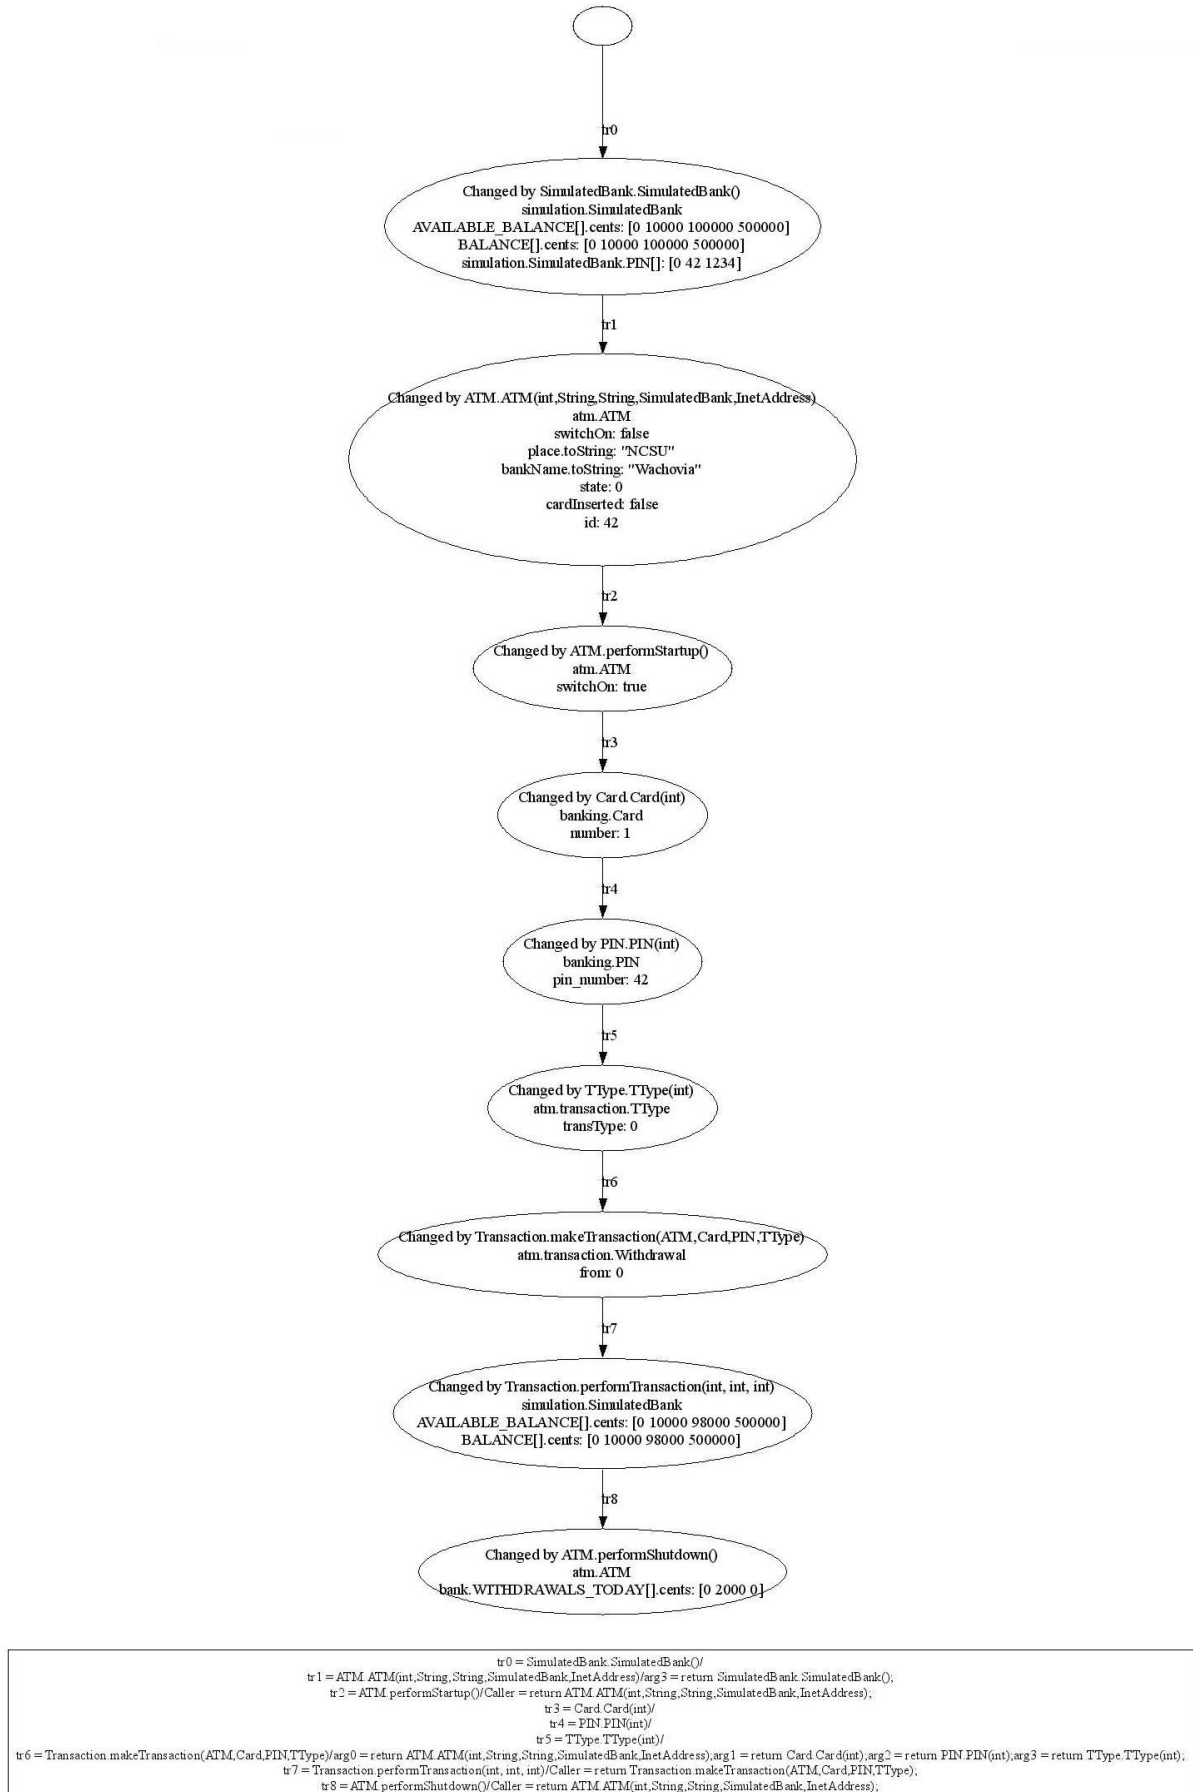 tr0
Changed by SimulatedBank.SimulatedBank()
simulation.SimulatedBank
AVAILABLE_BALANCE[].cents: [0 10000 100000 500000]
BALANCE[].cents: [0 10000 100000 500000]
simulation.SimulatedBank.PIN[]: [0 42 1234]
tr1
Changed by ATM.ATM(int,String,String,SimulatedBank,InetAddress)
atm.ATM
switchOn: false
place.toString: "NCSU"
bankName.toString: "Wachovia"
state: 0
cardInserted: false
id: 42
tr2
Changed by ATM.performStartup()
atm.ATM
switchOn: true
tr3
Changed by Card.Card(int)
banking.Card
number: 1
tr4
Changed by PIN.PIN(int)
banking.PIN
pin_number: 42
tr5
Changed by TType.TType(int)
atm.transaction.TType
transType: 0
tr6
Changed by Transaction.makeTransaction(ATM,Card,PIN,TType)
atm.transaction.Withdrawal
from: 0
tr7
Changed by Transaction.performTransaction(int, int, int)
simulation.SimulatedBank
AVAILABLE_BALANCE[].cents: [0 10000 98000 500000]
BALANCE[].cents: [0 10000 98000 500000]
tr8
Changed by ATM.performShutdown()
atm.ATM
bank.WITHDRAWALS_TODAY[].cents: [0 2000 0]
tr0 = SimulatedBank.SimulatedBank()/
tr1 = ATM.ATM(int,String,String,SimulatedBank,InetAddress)/arg3 = return SimulatedBank.SimulatedBank();
tr2 = ATM.performStartup()/Caller = return ATM.ATM(int,String,String,SimulatedBank,InetAddress);
tr3 = Card.Card(int)/
tr4 = PIN.PIN(int)/
tr5 = TType.TType(int)/
tr6 = Transaction.makeTransaction(ATM,Card,PIN,TType)/arg0 = return ATM.ATM(int,String,String,SimulatedBank,InetAddress);arg1 = return Card.Card(int);arg2 = return PIN.PIN(int);arg3 = return TType.TType(int);
tr7 = Transaction.performTransaction(int, int, int)/Caller = return Transaction.makeTransaction(ATM,Card,PIN,TType);
tr8 = ATM.performShutdown()/Caller = return ATM.ATM(int,String,String,SimulatedBank,InetAddress);